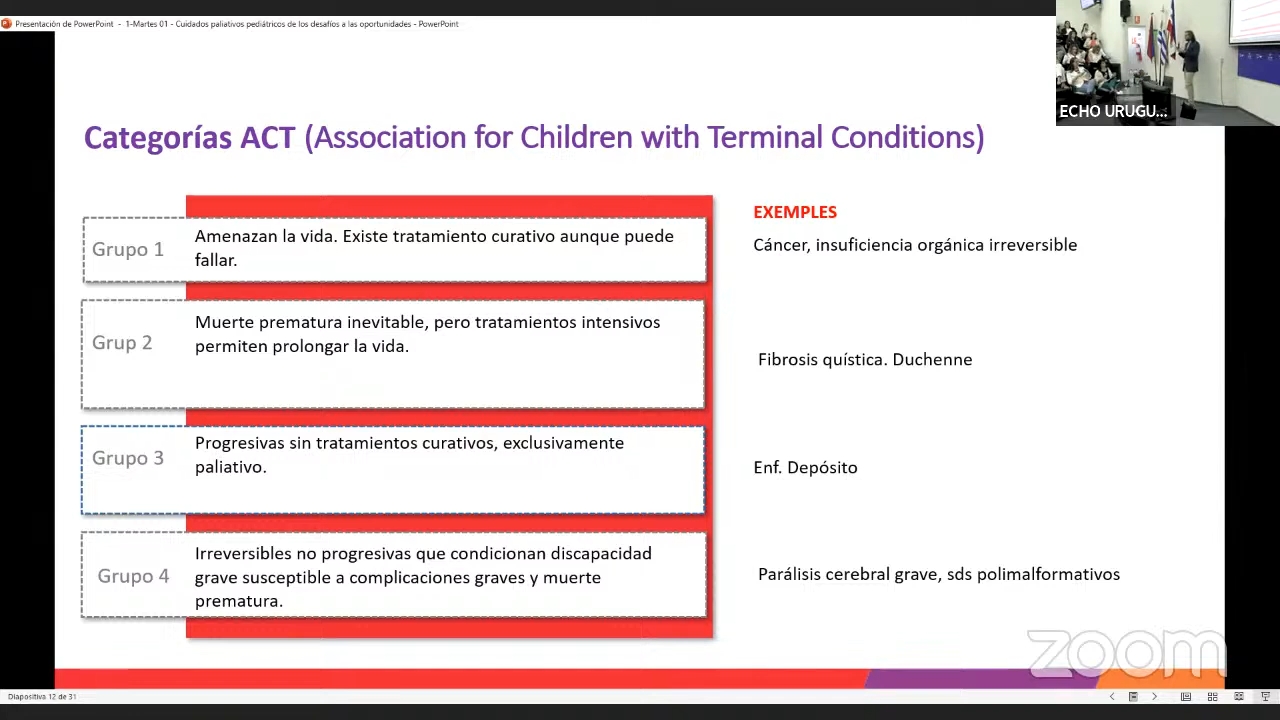 Presentación de PowerPoint - 1-Martes 01 - Cuidados paliativos pediátricos de los desafíos a las oportunidades - PowerPoint
ECHO URUGU...
Categorías ACT (Association for Children with Terminal Conditions)
EXEMPLES
Grupo 1
Amenazan la vida. Existe tratamiento curativo aunque puede
fallar.
Cáncer, insuficiencia orgánica irreversible
Grup 2
Muerte prematura inevitable, pero tratamientos intensivos
permiten prolongar la vida.
Fibrosis quística. Duchenne
Grupo 3
Progresivas sin tratamientos curativos, exclusivamente
paliativo.
Enf. Depósito
Grupo 4
Irreversibles no progresivas que condicionan discapacidad
grave susceptible a complicaciones graves y muerte
prematura.
Parálisis cerebral grave, sds polimalformativos
zoom
Diapositiva 12 de 31